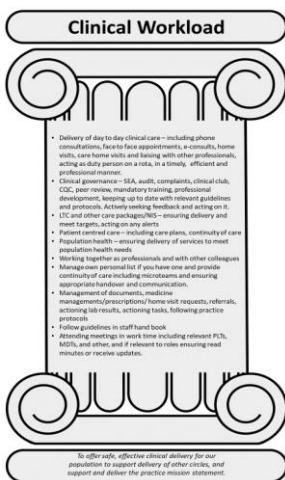 Clinical Workload
• Delivery of day to day clinical care – including phone
consultations, face to face appointments, e-consults, home
visits, care home visits and liaising with other professionals,
acting as duty person on a rota, in a timely, efficient and
professional manner.
• Clinical governance – SEA, audit, complaints, clinical club,
CQC, peer review, mandatory training, professional
development, keeping up to date with relevant guidelines
and protocols. Actively seeking feedback and acting on it.
• LTC and other care packages/NIS – ensuring delivery and
meet targets, acting on any alerts
• Patient centred care – including care plans, continuity of care
• Population health – ensuring delivery of services to meet
population health needs
• Working together as professionals and with other colleagues
• Manage own personal list if you have one and provide
continuity of care including microteams and ensuring
appropriate handover and communication.
• Management of documents, medicine
managements/prescriptions/ home visit requests, referrals,
actioning lab results, actioning tasks, following practice
protocols
• Follow guidelines in staff hand book
• Attending meetings in work time including relevant PLTs,
MDTs, and other, and if relevant to roles ensuring read
minutes or receive updates.
To offer safe, effective clinical delivery for our
population to support delivery of other circles, and
support and deliver the practice mission statement.